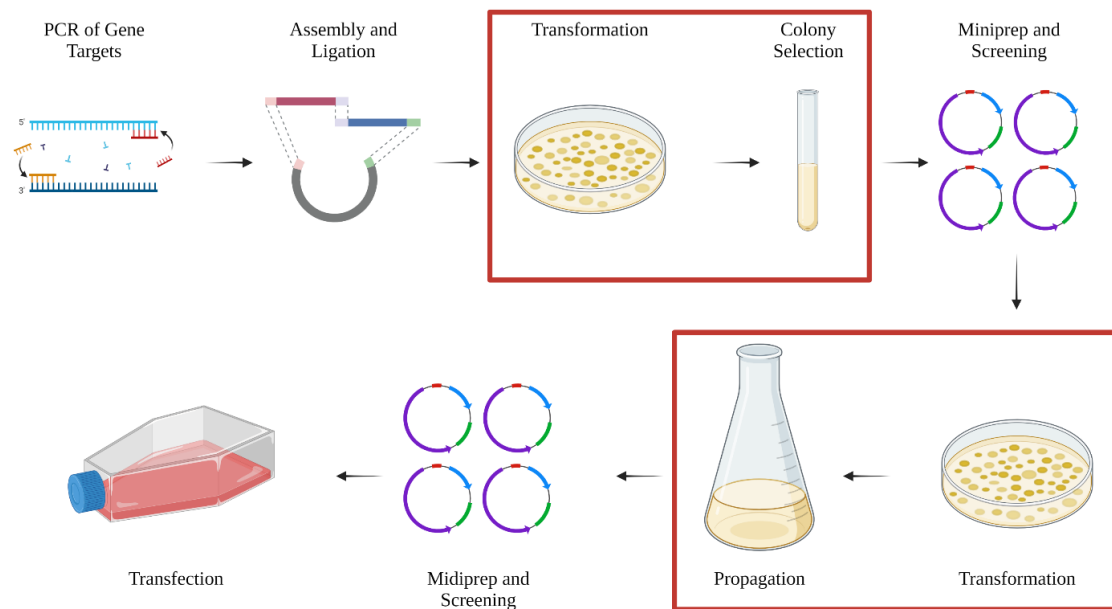 PCR of Gene
Targets
Assembly and
Ligation
Transformation
Colony
Selection
Miniprep and
Screening
5'
3'
Transfection
Midiprep and
Screening
Propagation
Transformation